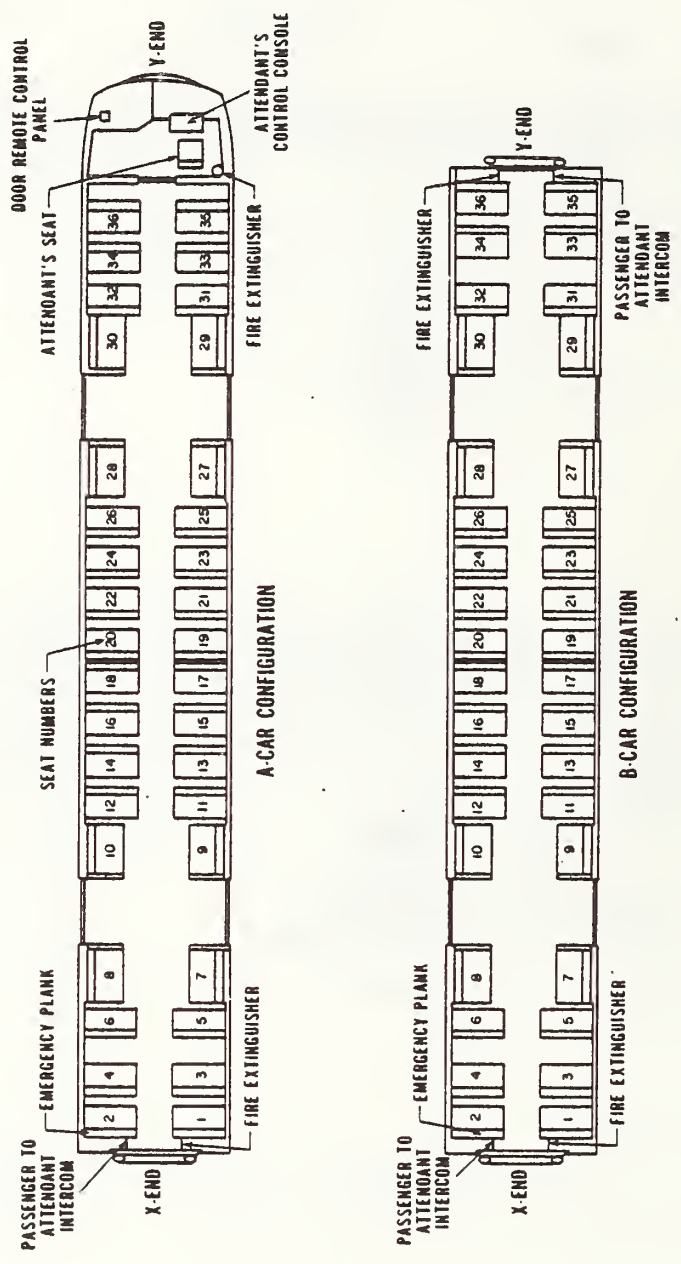 DOOR REMOTE CONTROL
PANEL
ATTENDANT'S SEAT
SEAT NUMBERS
EMERGENCY PLANK
PASSENGER TO
ATTENDANT
INTERCOM
X-END
Y-END
2
4
6
8
10
12
14
16
18
20
22
24
26
28
30
32
34
36
1
3
5
7
9
11
13
15
17
19
21
23
25
27
29
31
33
35
FIRE EXTINGUISHER
A-CAR CONFIGURATION
FIRE EXTINGUISHER
ATTENDANT'S
CONTROL CONSOLE
PASSENGER TO
ATTENDANT
INTERCOM
EMERGENCY PLANK
FIRE EXTINGUISHER
X-END
Y-END
2
4
6
8
10
12
14
16
18
20
22
24
26
28
30
32
34
36
1
3
5
7
9
11
13
15
17
19
21
23
25
27
29
31
33
35
FIRE EXTINGUISHER
B-CAR CONFIGURATION
PASSENGER TO
ATTENDANT
INTERCOM